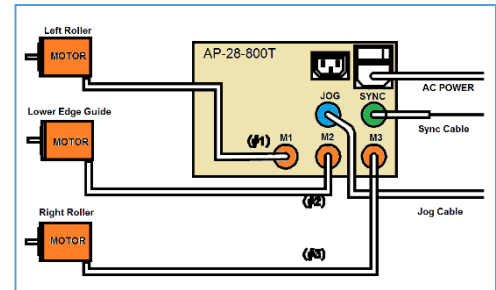 Left Roller
MOTOR
AP-28-800T
AC POWER
JOG
SYNC
Lower Edge Guide
MOTOR
Sync Cable
(#1)
M1
M2
M3
(#2)
Right Roller
MOTOR
Jog Cable
(#3)